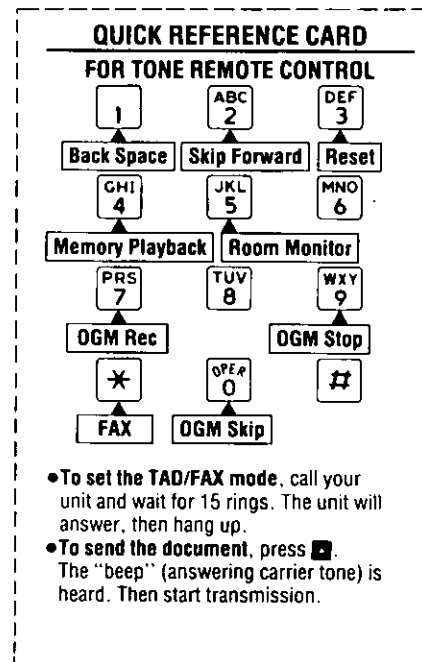 QUICK REFERENCE CARD
FOR TONE REMOTE CONTROL
1 ABC 2 DEF 3
Back Space Skip Forward Reset
GHI 4 JKL 5 MNO 6
Memory Playback Room Monitor
PRS 7 TUV 8 WXY 9
OGM Rec OGM Stop
* OPER 0 #
FAX OGM Skip
●To set the TAD/FAX mode, call your
unit and wait for 15 rings. The unit will
answer, then hang up.
●To send the document, press
The "beep" (answering carrier tone) is
heard. Then start transmission.